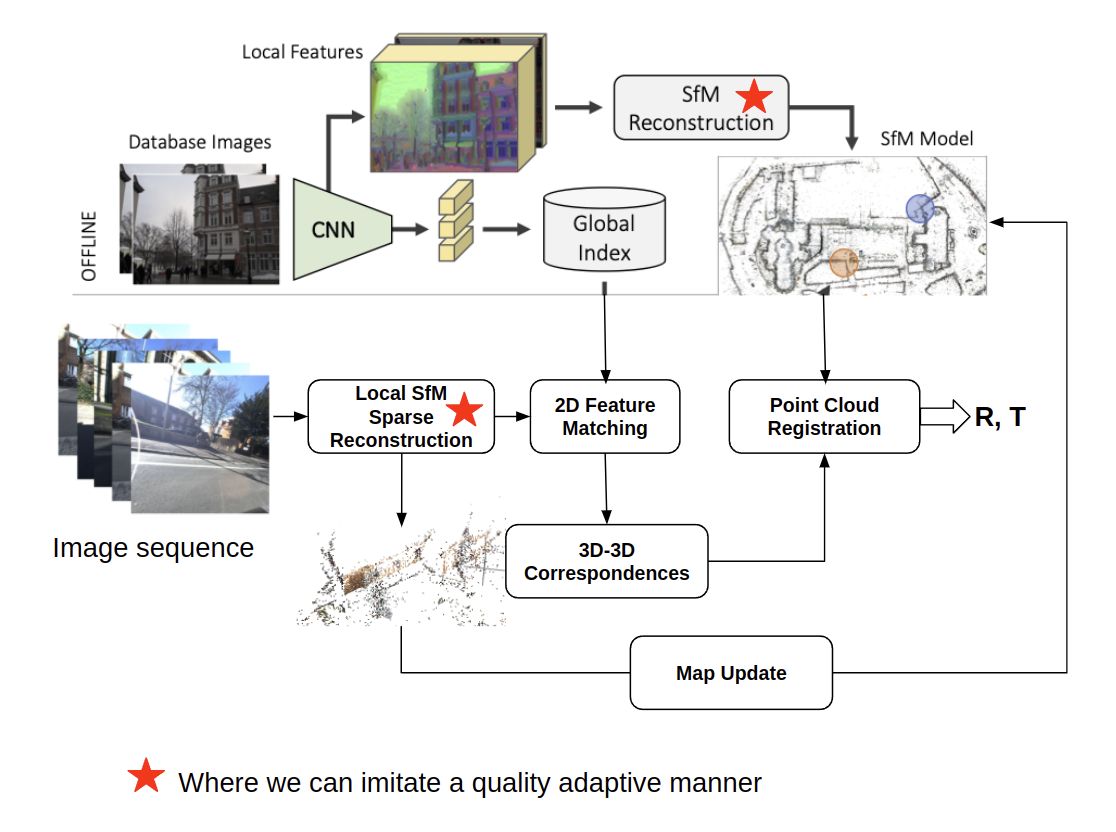 Local Features
SfM
Reconstruction
Database Images
SfM Model
OFFLINE
CNN
Global
Index
Local SfM
Sparse
Reconstruction
2D Feature
Matching
Point Cloud
Registration
R, T
Image sequence
3D-3D
Correspondences
Map Update
Where we can imitate a quality adaptive manner